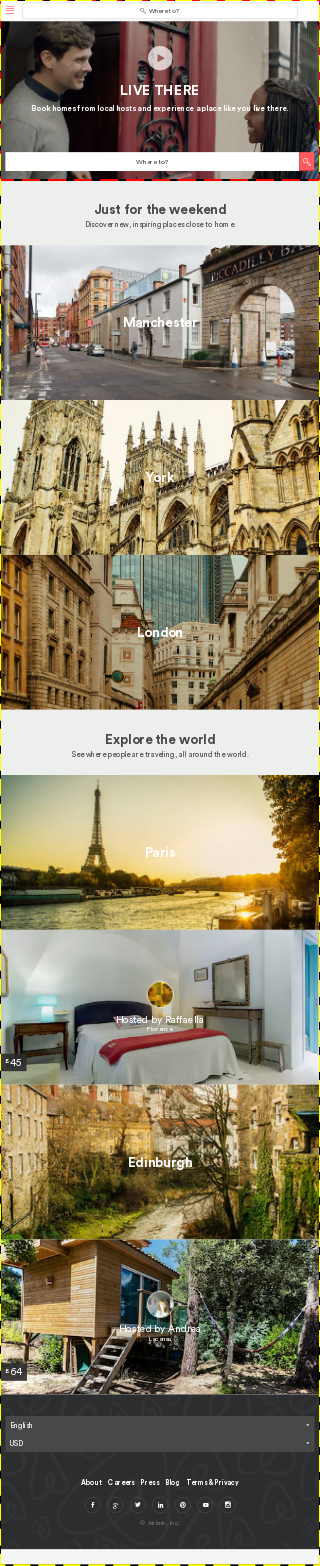 Where to?
LIVE THERE
Book homes from local hosts and experience a place like you live there.
Where to?
Just for the weekend
Discover new, inspiring places close to home.
PICCADILLY BA
Manchester
York
London
Explore the world
See where people are traveling, all around the world.
Paris
Hosted by Raffaella
Florence
£45
Edinburgh
Hosted by Andrea
Lacanau
£64
English
USD
About Careers Press Blog Terms & Privacy
© Airbnb, Inc.